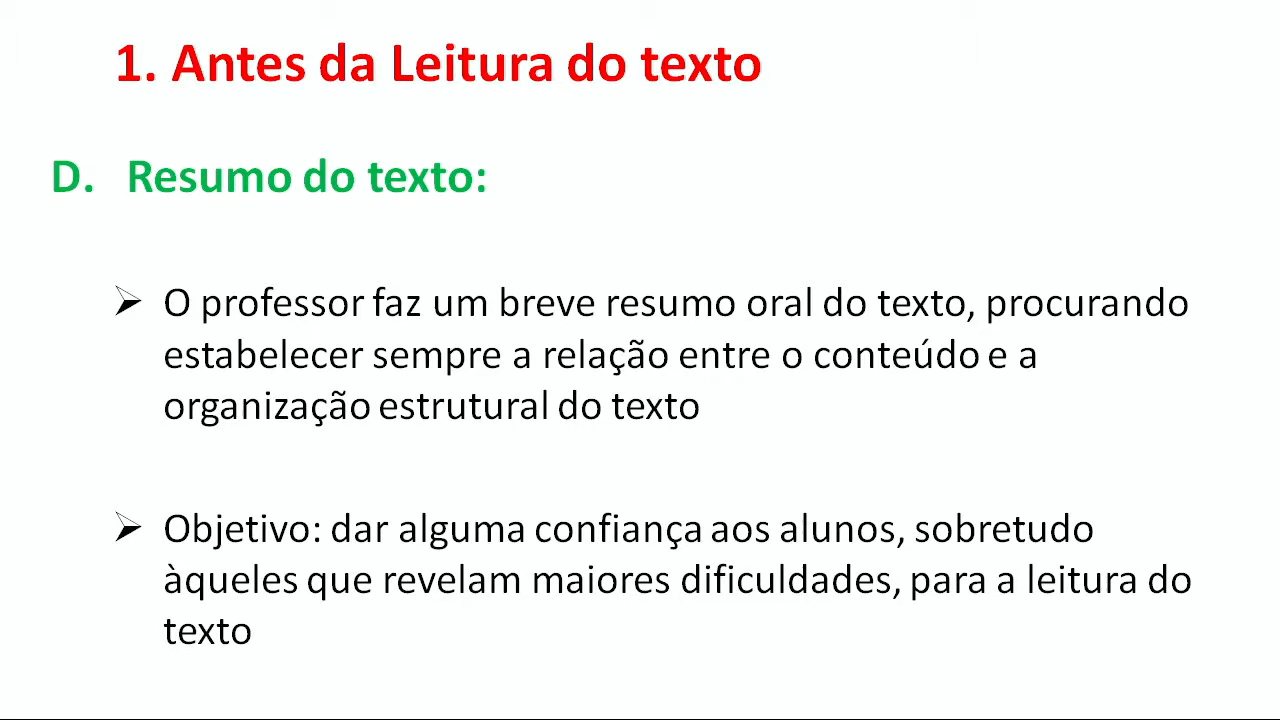 1. Antes da Leitura do texto
D. Resumo do texto:
➢ O professor faz um breve resumo oral do texto, procurando
estabelecer sempre a relação entre o conteúdo e a
organização estrutural do texto
➢ Objetivo: dar alguma confiança aos alunos, sobretudo
àqueles que revelam maiores dificuldades, para a leitura do
texto